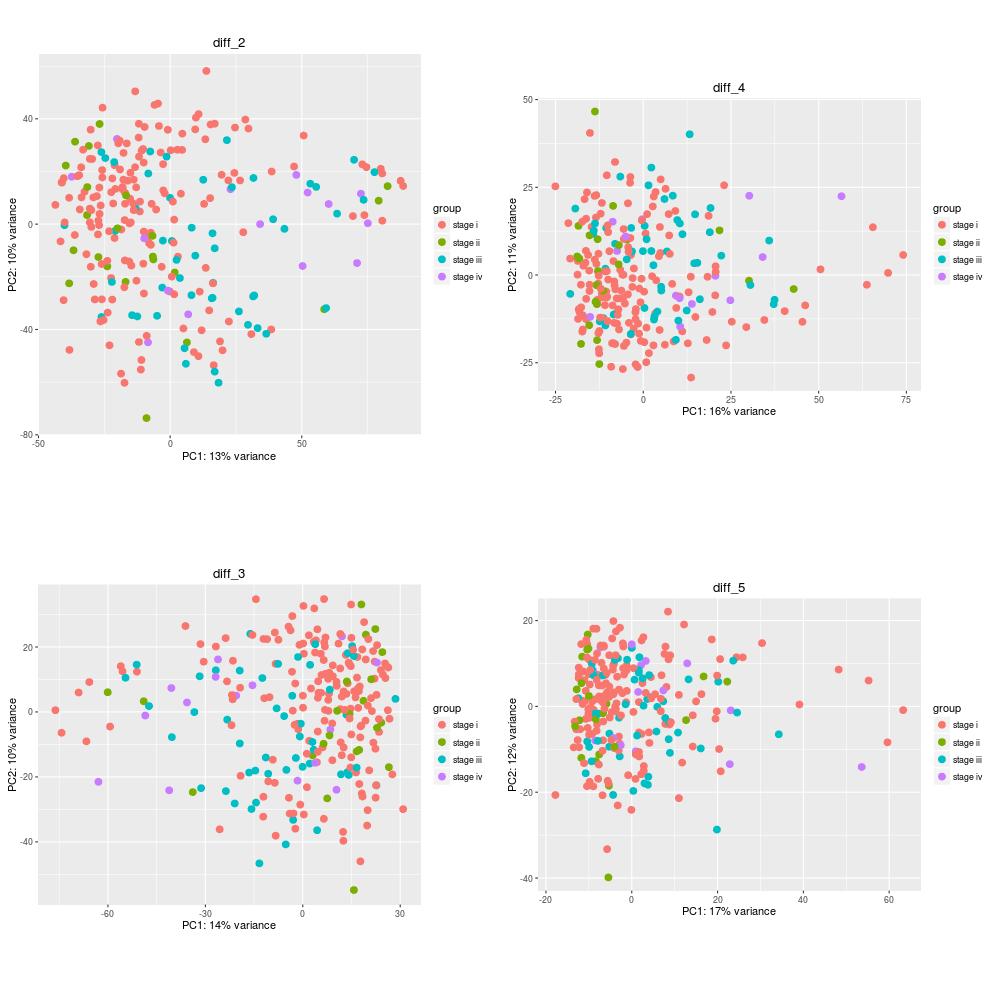 diff_2
PC2: 10% variance
40
0
-40
-80
-50
0
50
PC1: 13% variance
group
stage i
stage ii
stage iii
stage iv
diff_4
PC2: 11% variance
50
25
0
-25
-25
0
25
50
75
PC1: 16% variance
group
stage i
stage ii
stage iii
stage iv
diff_3
PC2: 10% variance
20
0
-20
-40
-60
-30
0
30
PC1: 14% variance
group
stage i
stage ii
stage iii
stage iv
diff_5
PC2: 12% variance
20
0
-20
-40
-20
0
20
40
60
PC1: 17% variance
group
stage i
stage ii
stage iii
stage iv